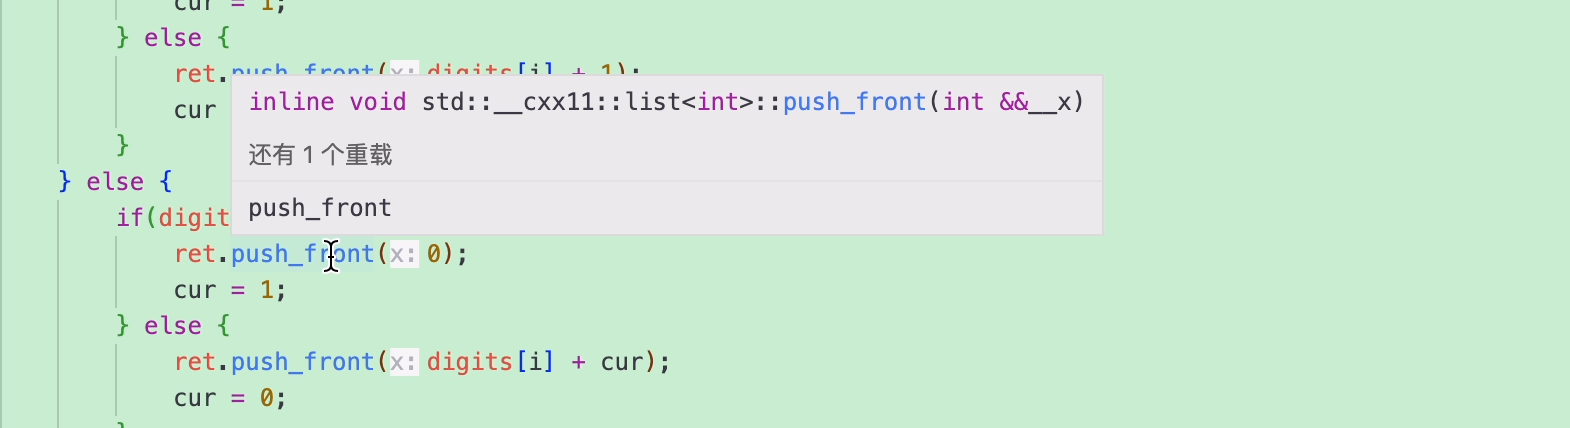 cur = 1;
} else {
ret.push_front(x: digits[i] + 1);
inline void std::__cxx11::list<int>::push_front(int &&__x)
cur
还有 1 个重载
}
} else {
push_front
if(digit
ret.push_front(x: 0);
cur = 1;
} else {
ret.push_front(x: digits[i] + cur);
cur = 0;
}